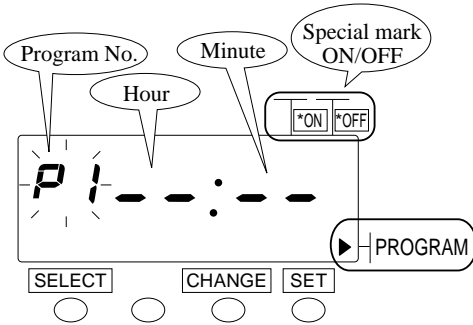 Program No.
Hour
Minute
Special mark
ON/OFF
*ON *OFF
P1 -- : --
PROGRAM
SELECT CHANGE SET